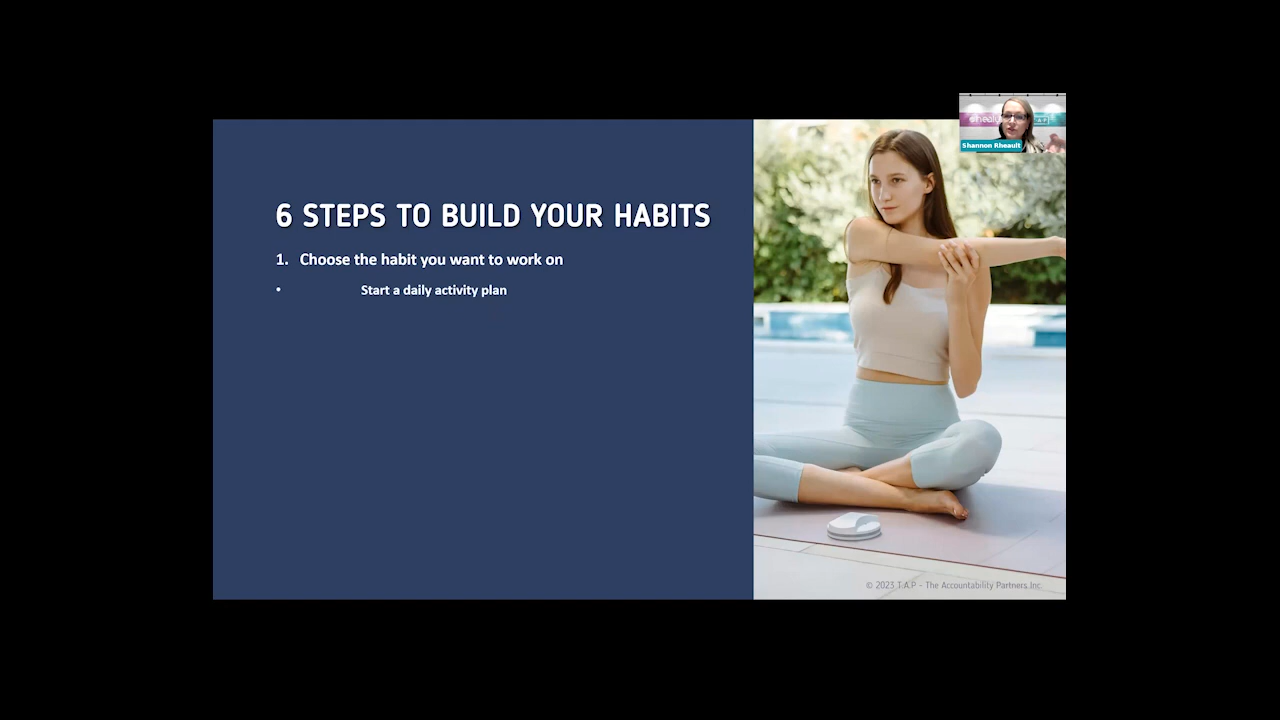 6 STEPS TO BUILD YOUR HABITS
1. Choose the habit you want to work on
• Start a daily activity plan
Shannon Rheault
© 2023 T.A.P - The Accountability Partners Inc.